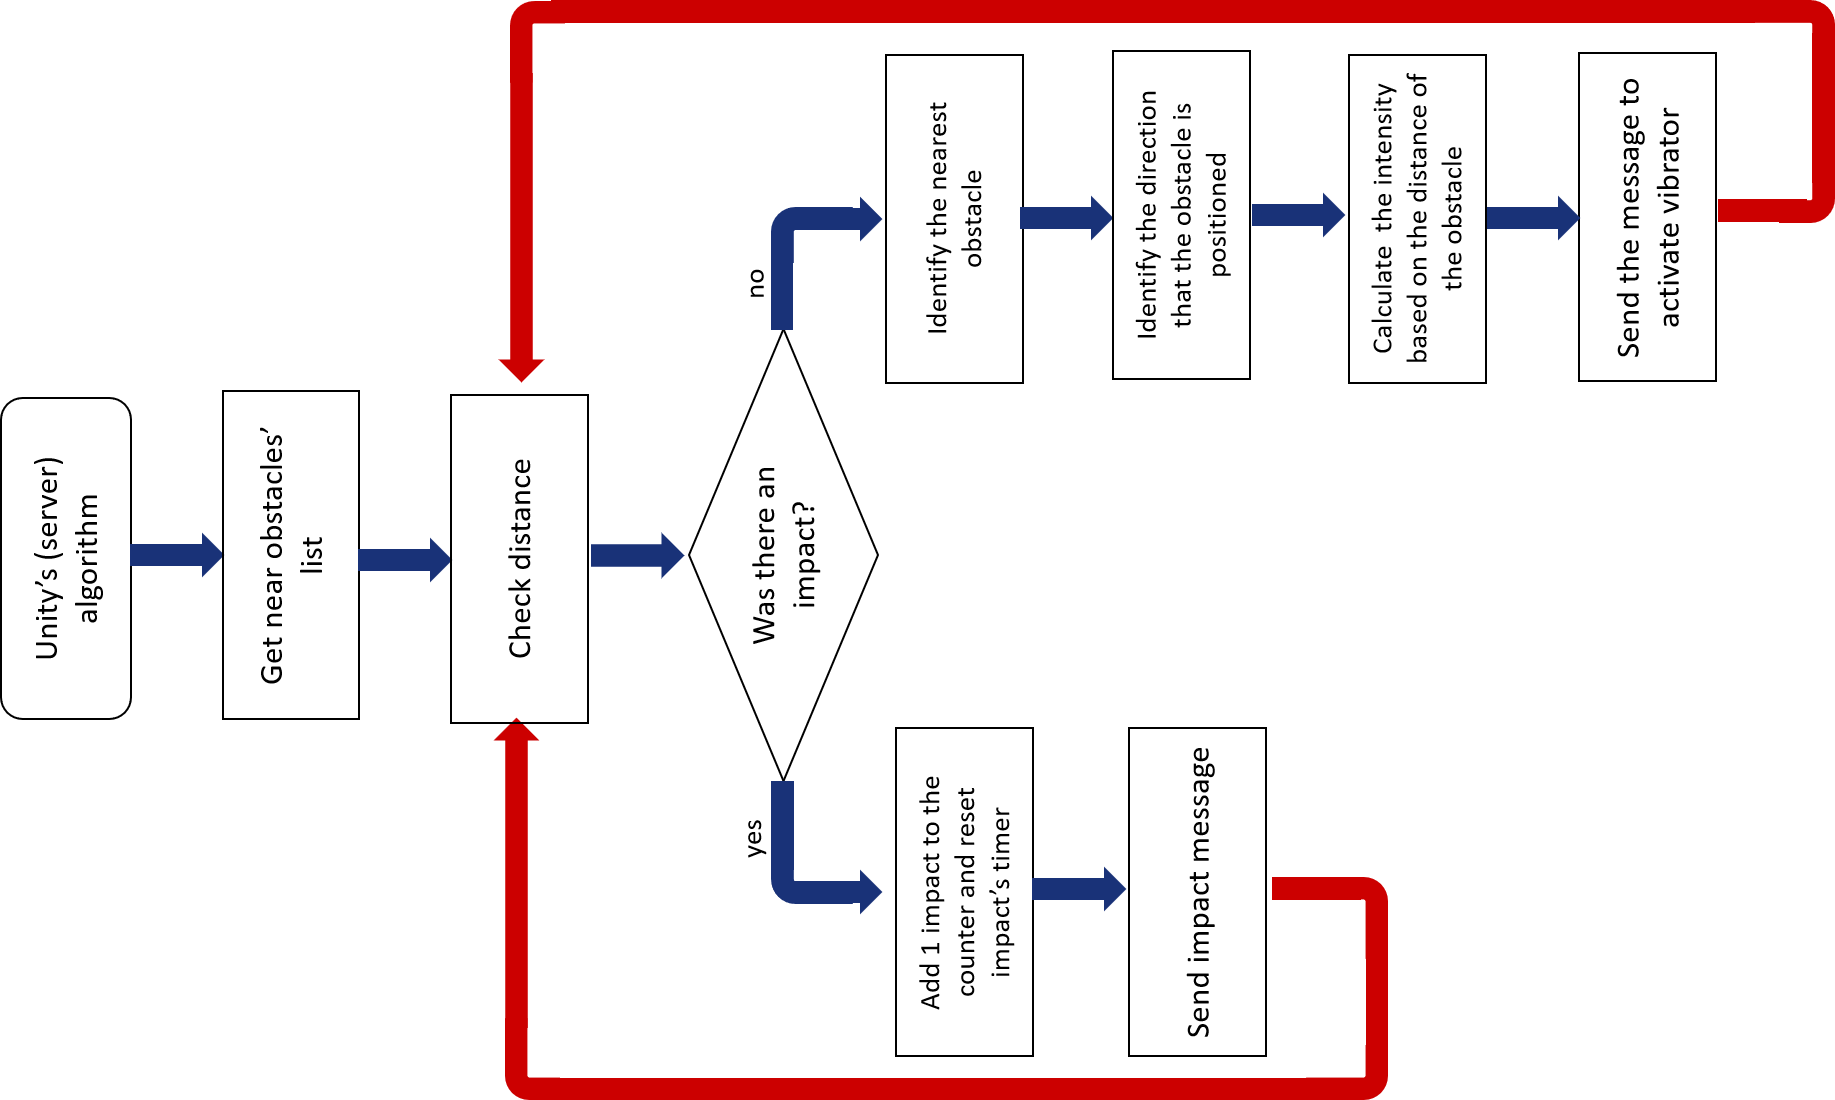 Unity’s (server)
algorithm
Get near obstacles’
list
Check distance
Was there an
impact?
yes
no
Add 1 impact to the
counter and reset
impact’s timer
Send impact message
Identify the nearest
obstacle
Identify the direction
that the obstacle is
positioned
Calculate the intensity
based on the distance of
the obstacle
Send the message to
activate vibrator